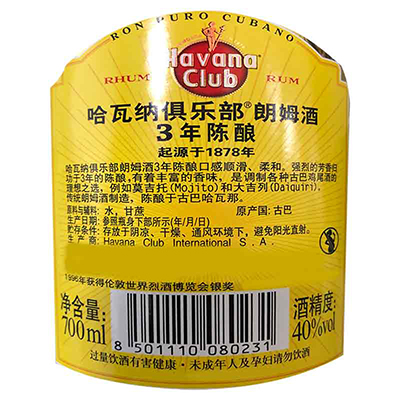 RON PURO CUBANO
Havana
Club
RHUM RUM
哈瓦纳俱乐部®朗姆酒
3年陈酿
起源于1878年
哈瓦纳俱乐部朗姆酒3年陈酿口感顺滑、柔和,强烈的芳香归
功于3年的陈酿,有着丰富的香味,是调制各种古巴鸡尾酒的
理想之选,例如莫吉托(Mojito)和大吉列(Daiquiri)。
传统朗姆酒制造,陈酿于古巴哈瓦那。
原料与辅料:水,甘蔗 原产国:古巴
生产日期:参照瓶身下部所示(年/月/日)
贮存条件:存放于阴凉、干燥、通风环境下,避免阳光直射。
生产商:Havana Club International S.A.
1996年获得伦敦世界烈酒博览会银奖
净含量:
700ml
酒精度:
40%vol
8 501110 080231
过量饮酒有害健康·未成年人及孕妇请勿饮酒